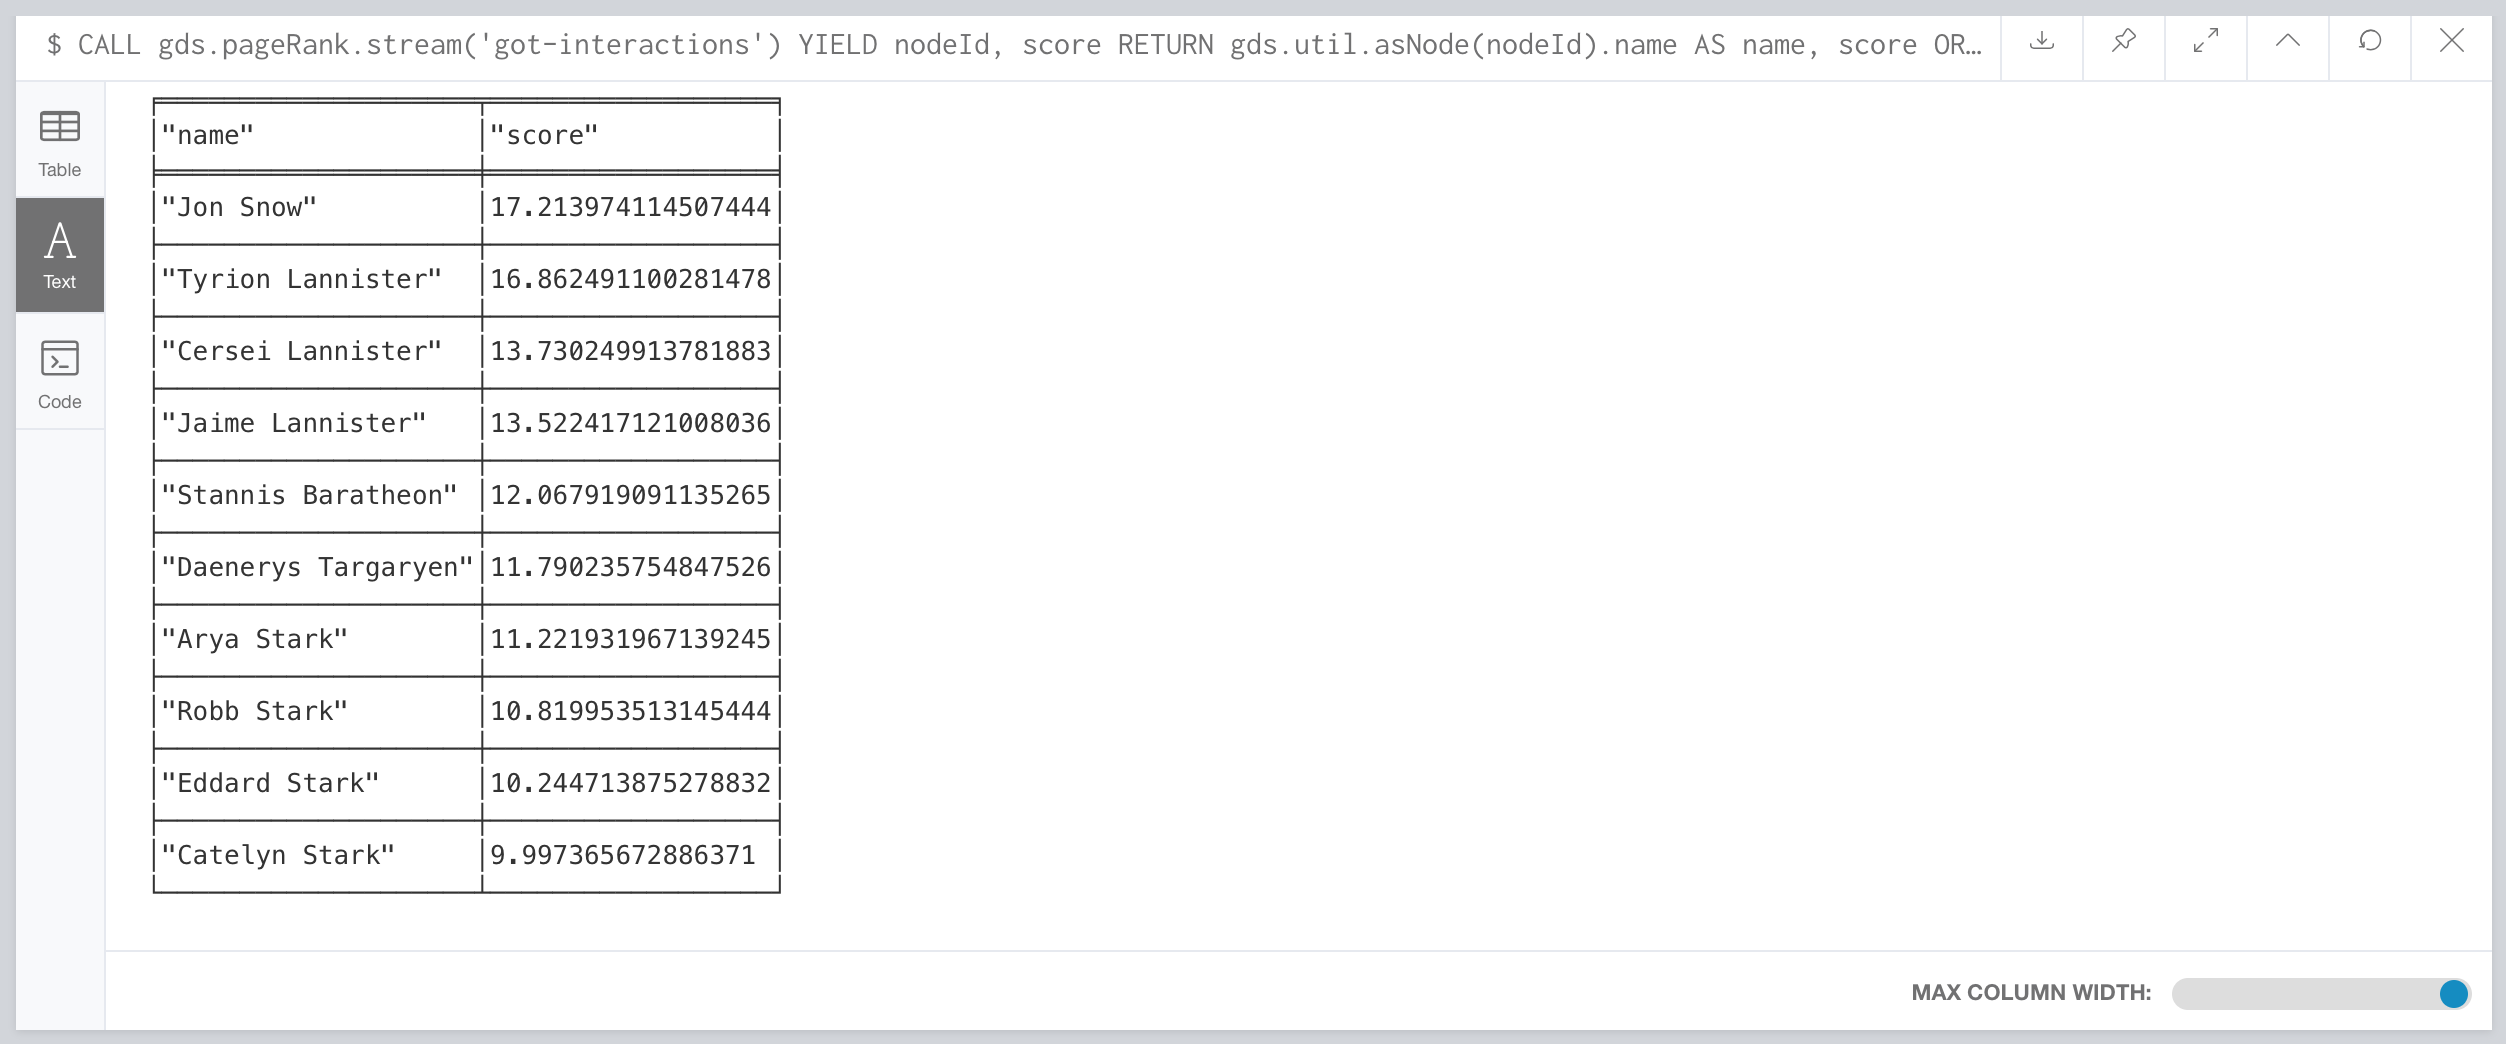 $ CALL gds.pageRank.stream('got-interactions') YIELD nodeId, score RETURN gds.util.asNode(nodeId).name AS name, score OR…
Table
Text
Code
"name" "score"
"Jon Snow" 17.213974114507444
"Tyrion Lannister" 16.862491100281478
"Cersei Lannister" 13.730249913781883
"Jaime Lannister" 13.522417121008036
"Stannis Baratheon" 12.067919091135265
"Daenerys Targaryen" 11.790235754847526
"Arya Stark" 11.221931967139245
"Robb Stark" 10.819953513145444
"Eddard Stark" 10.244713875278832
"Catelyn Stark" 9.997365672886371
MAX COLUMN WIDTH: